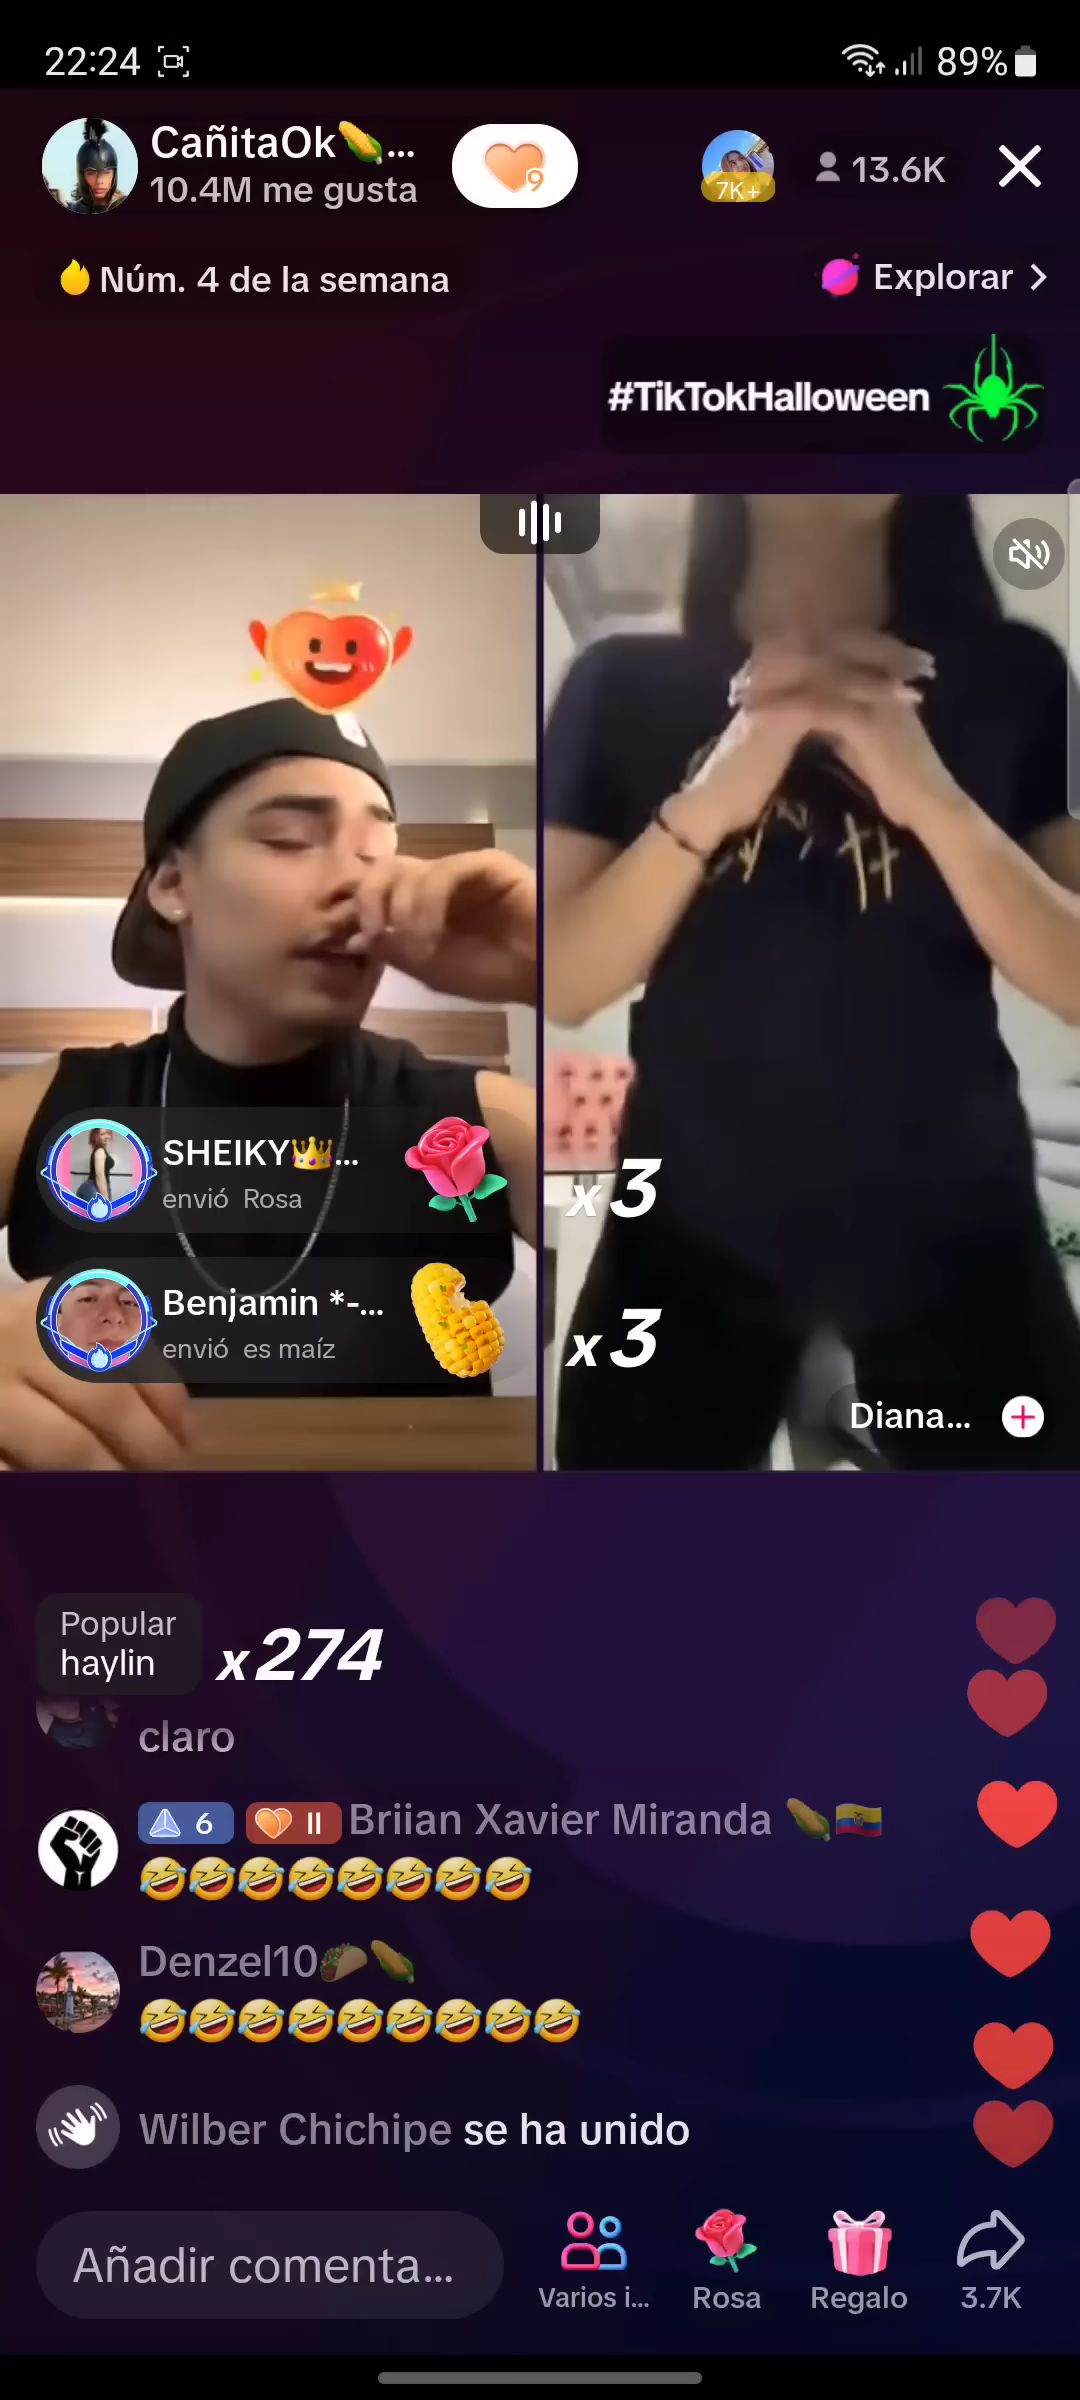 22:24
89%
CañitaOk🌽...
10.4M me gusta
9
7K+
13.6K
Núm. 4 de la semana
Explorar
#TikTokHalloween
SHEIKY👑...
envió Rosa
x3
Benjamin *-...
envió es maíz
x3
Diana...
Popular
haylin
x274
claro
6 II Briian Xavier Miranda 🌽🇪🇨
🤣🤣🤣🤣🤣🤣🤣🤣
Denzel10🌮🌽
🤣🤣🤣🤣🤣🤣🤣🤣🤣
Wilber Chichipe se ha unido
Añadir comenta...
Varios i...
Rosa
Regalo
3.7K